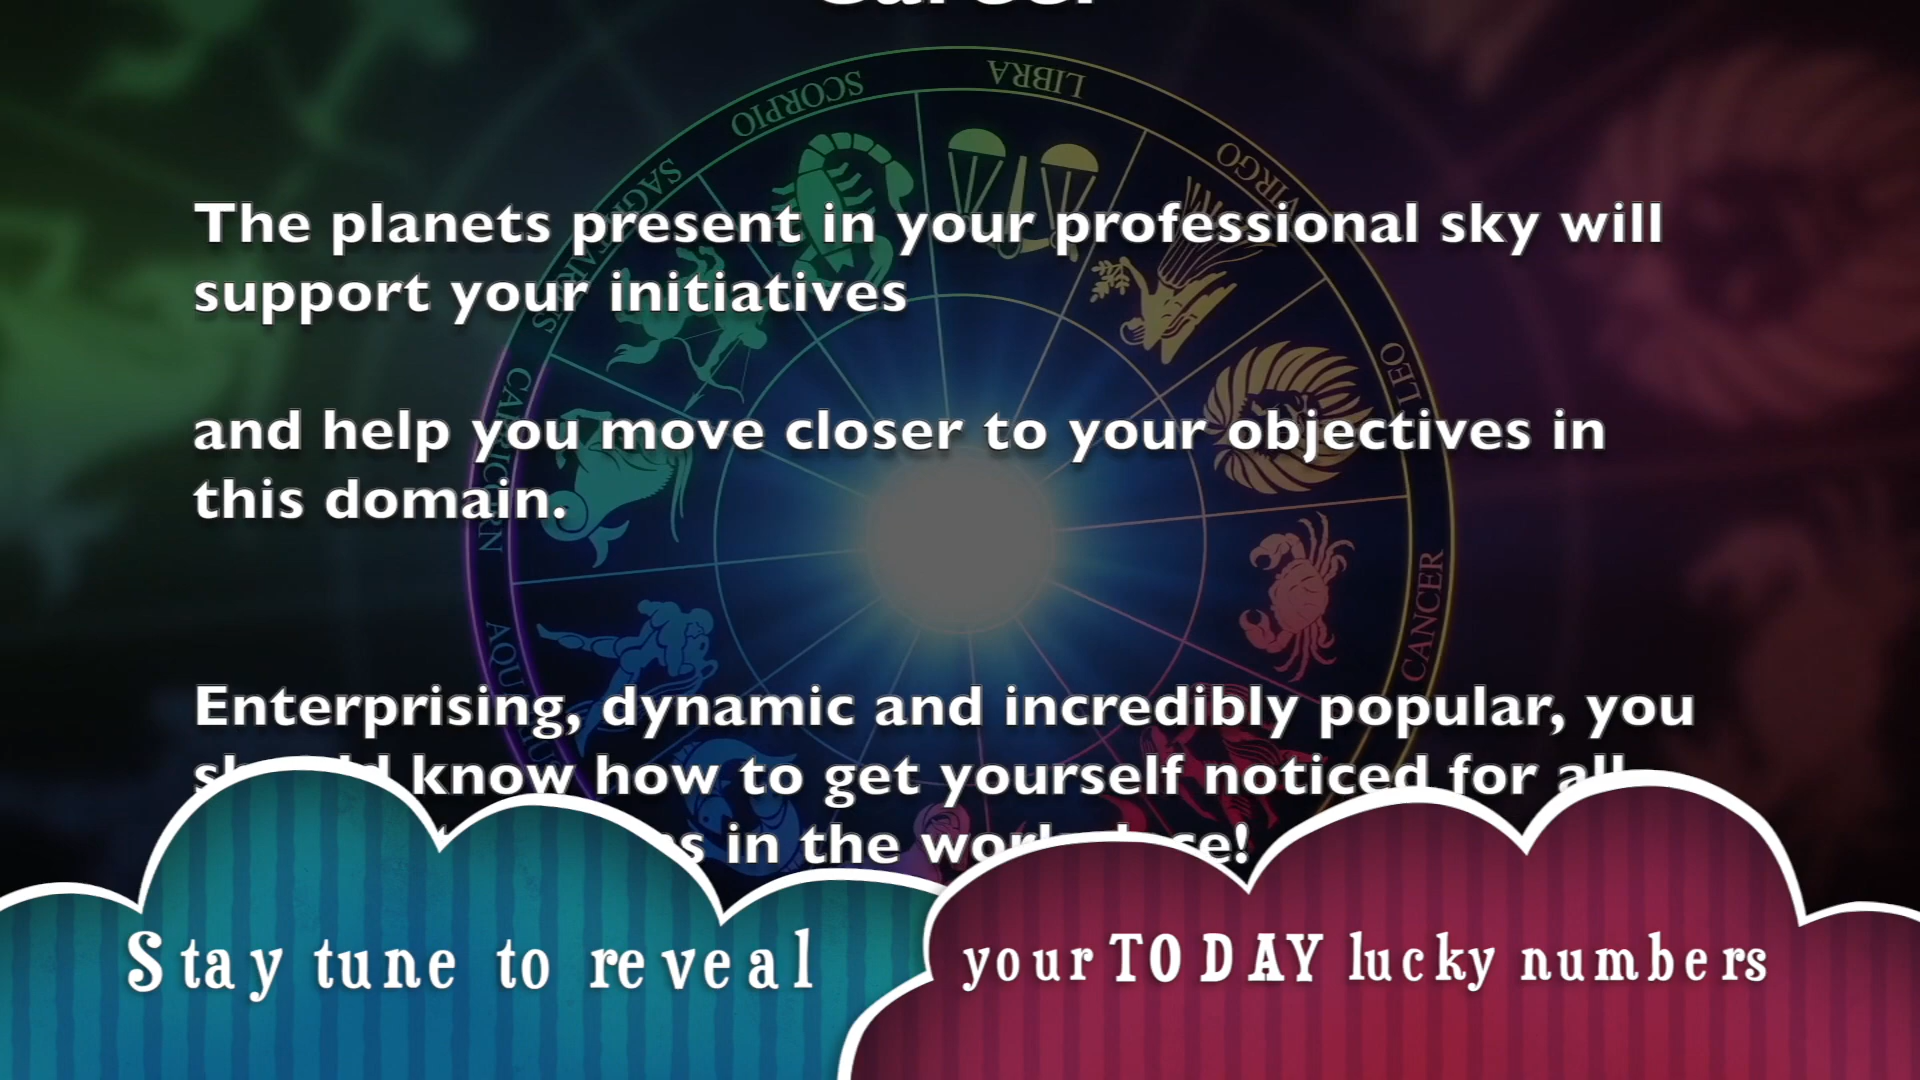 SCORPIO
LIBRA
VIRGO
LEO
CANCER
The planets present in your professional sky will
support your initiatives
and help you move closer to your objectives in
this domain.
Enterprising, dynamic and incredibly popular, you
know how to get yourself noticed for all
in the
Stay tune to reveal
your TODAY lucky numbers